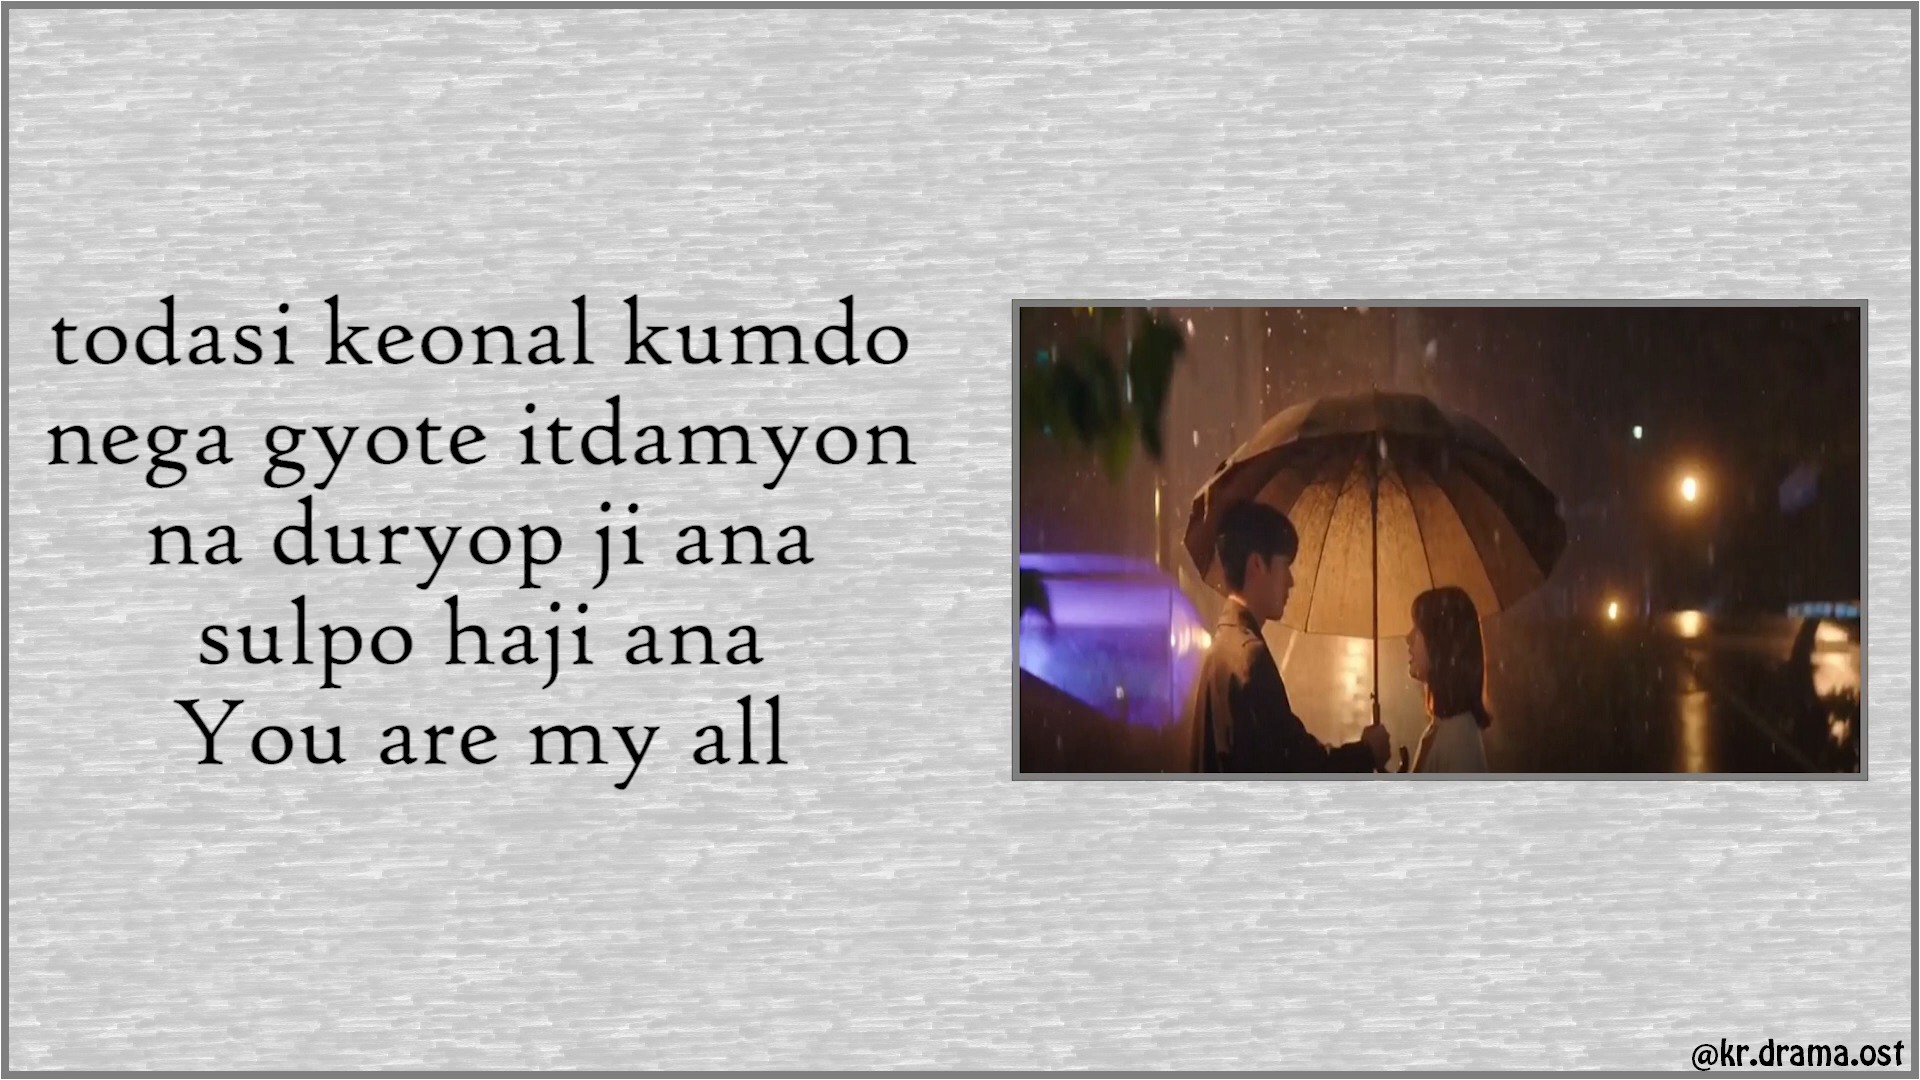 todasi keonal kumdo
nega gyote itdamyon
na duryop ji ana
sulpo haji ana
You are my all
@kr.drama.ost